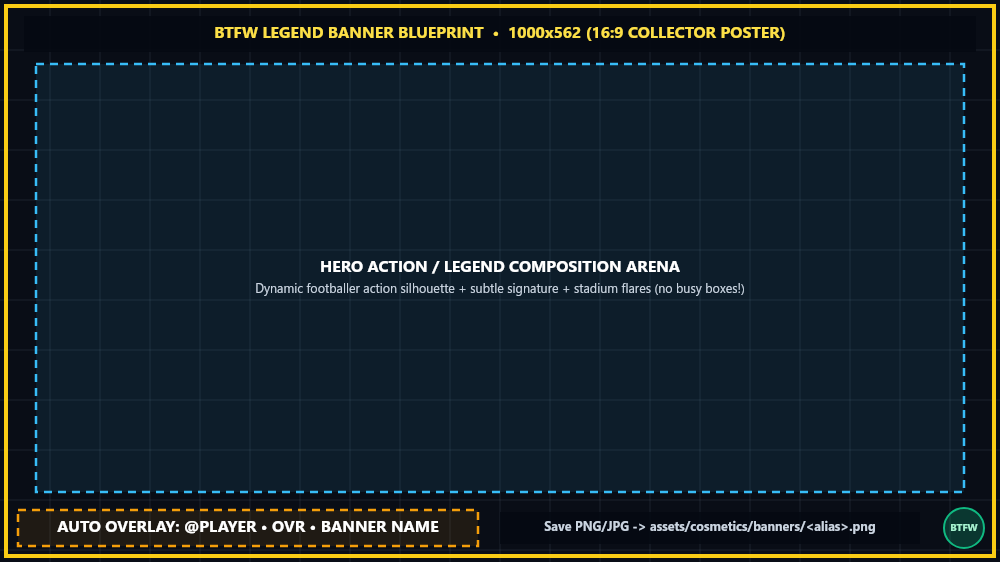 BTFW LEGEND BANNER BLUEPRINT • 1000x562 (16:9 COLLECTOR POSTER)
HERO ACTION / LEGEND COMPOSITION ARENA
Dynamic footballer action silhouette + subtle signature + stadium flares (no busy boxes!)
AUTO OVERLAY: @PLAYER • OVR • BANNER NAME
Save PNG/JPG -> assets/cosmetics/banners/<alias>.png
BTFW